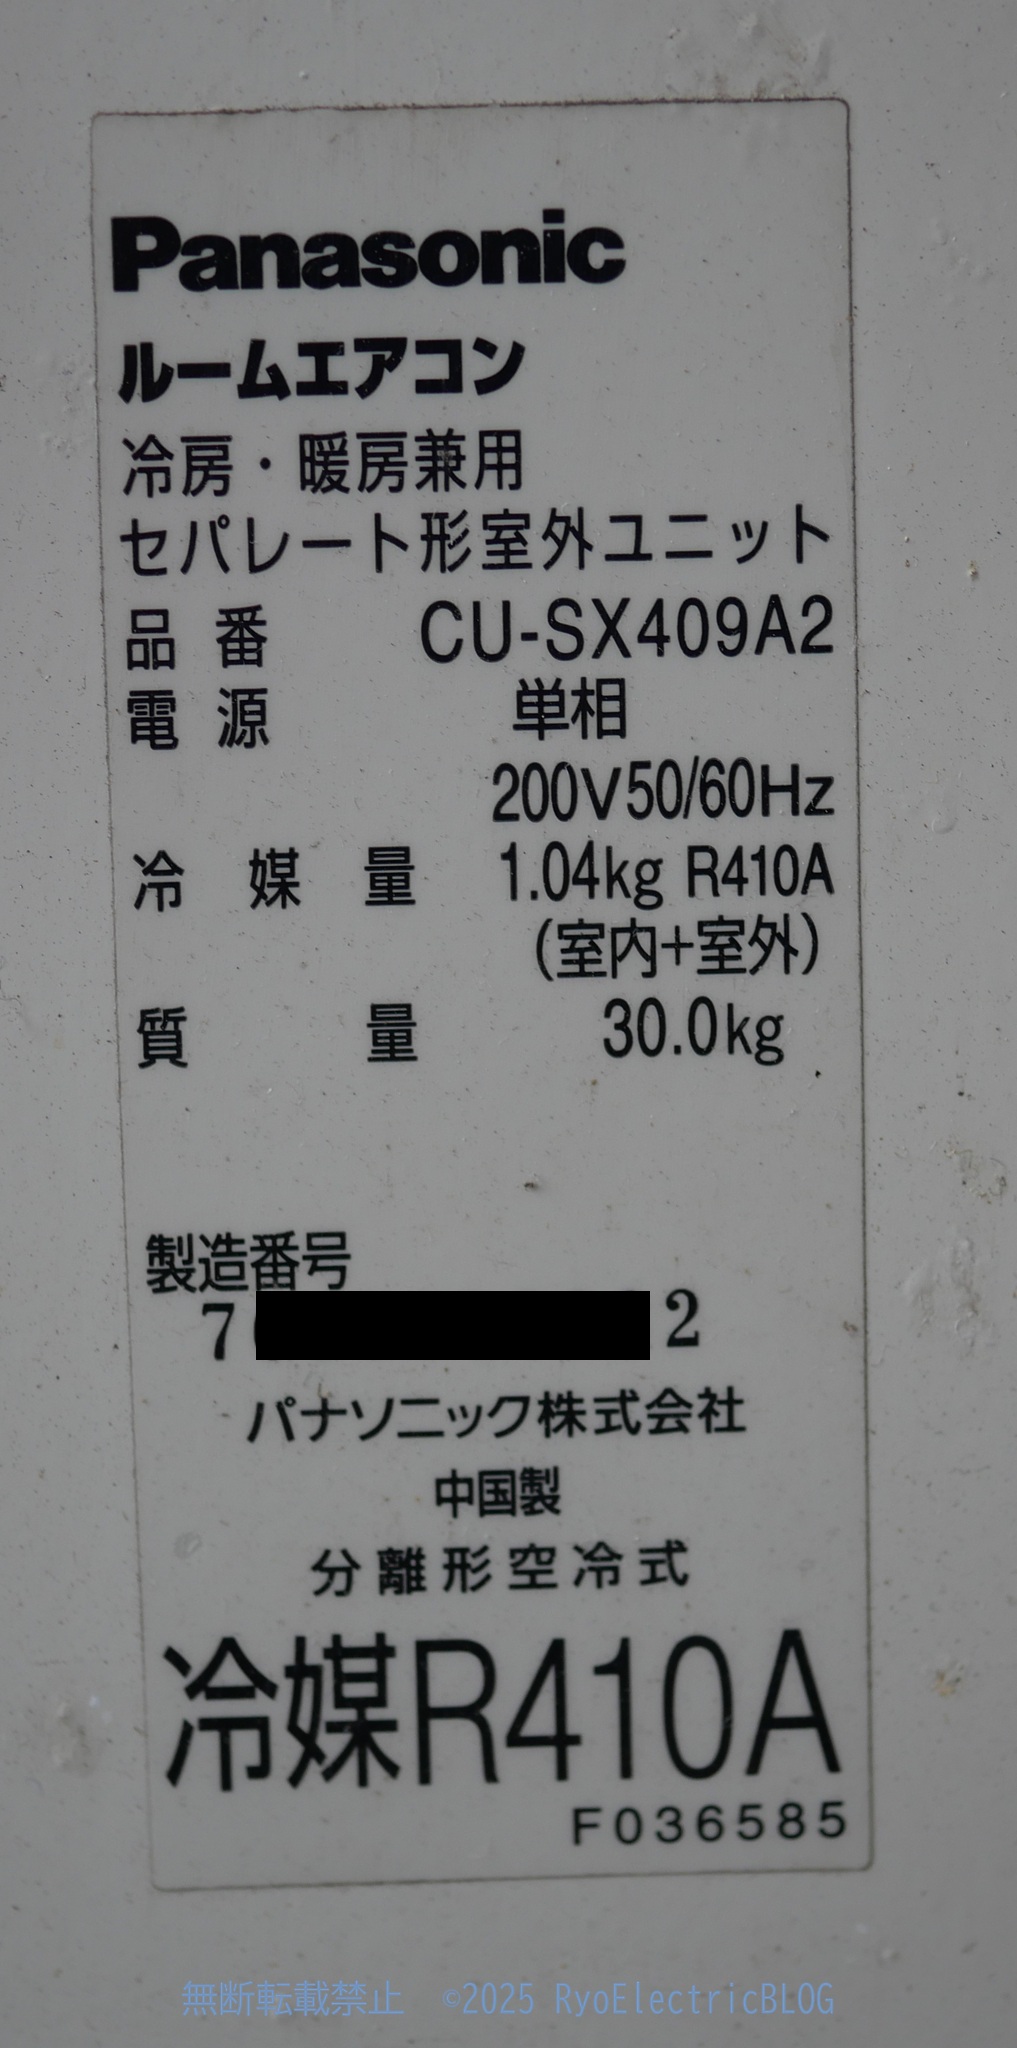 Panasonic
ルームエアコン
冷房・暖房兼用
セパレート形室外ユニット
品番 CU-SX409A2
電源 単相
200V50/60Hz
冷媒量 1.04kg R410A
(室内+室外)
質量 30.0kg
製造番号
7 2
パナソニック株式会社
中国製
分離形空冷式
冷媒R410A
F036585
無断転載禁止 ©2025 RyoElectricBLOG